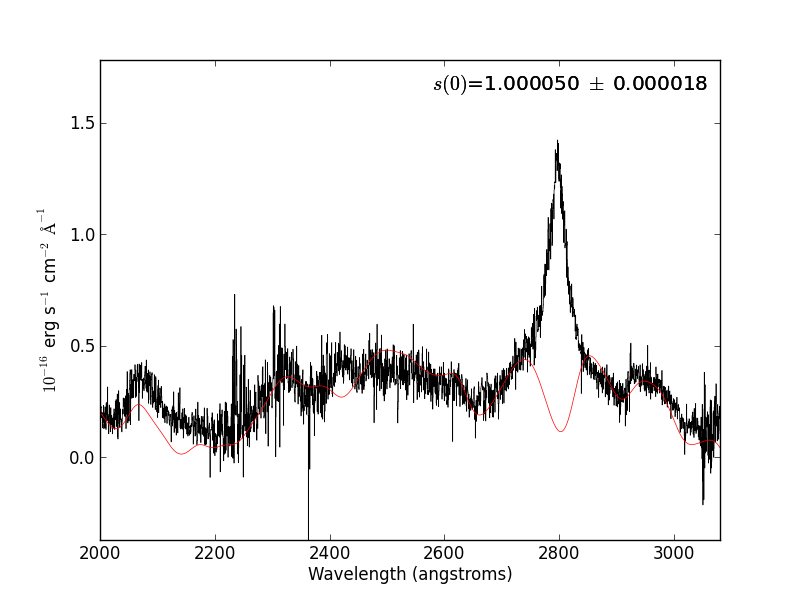 s(0)=1.000050 ± 0.000018
10⁻¹⁶ erg s⁻¹ cm⁻² Å⁻¹
1.5
1.0
0.5
0.0
2000 2200 2400 2600 2800 3000
Wavelength (angstroms)